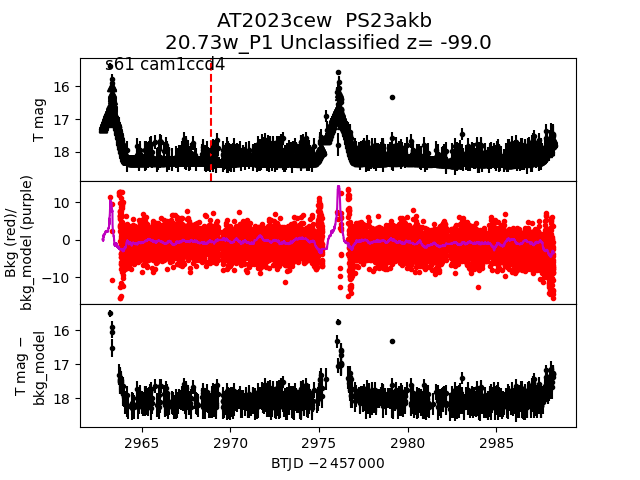 AT2023cew  PS23akb
20.73w_P1 Unclassified z= -99.0
s61 cam1ccd4
T mag
16
17
18
Bkg (red)/
bkg_model (purple)
10
0
−10
T mag −
bkg_model
16
17
18
2965
2970
2975
2980
2985
BTJD −2 457 000